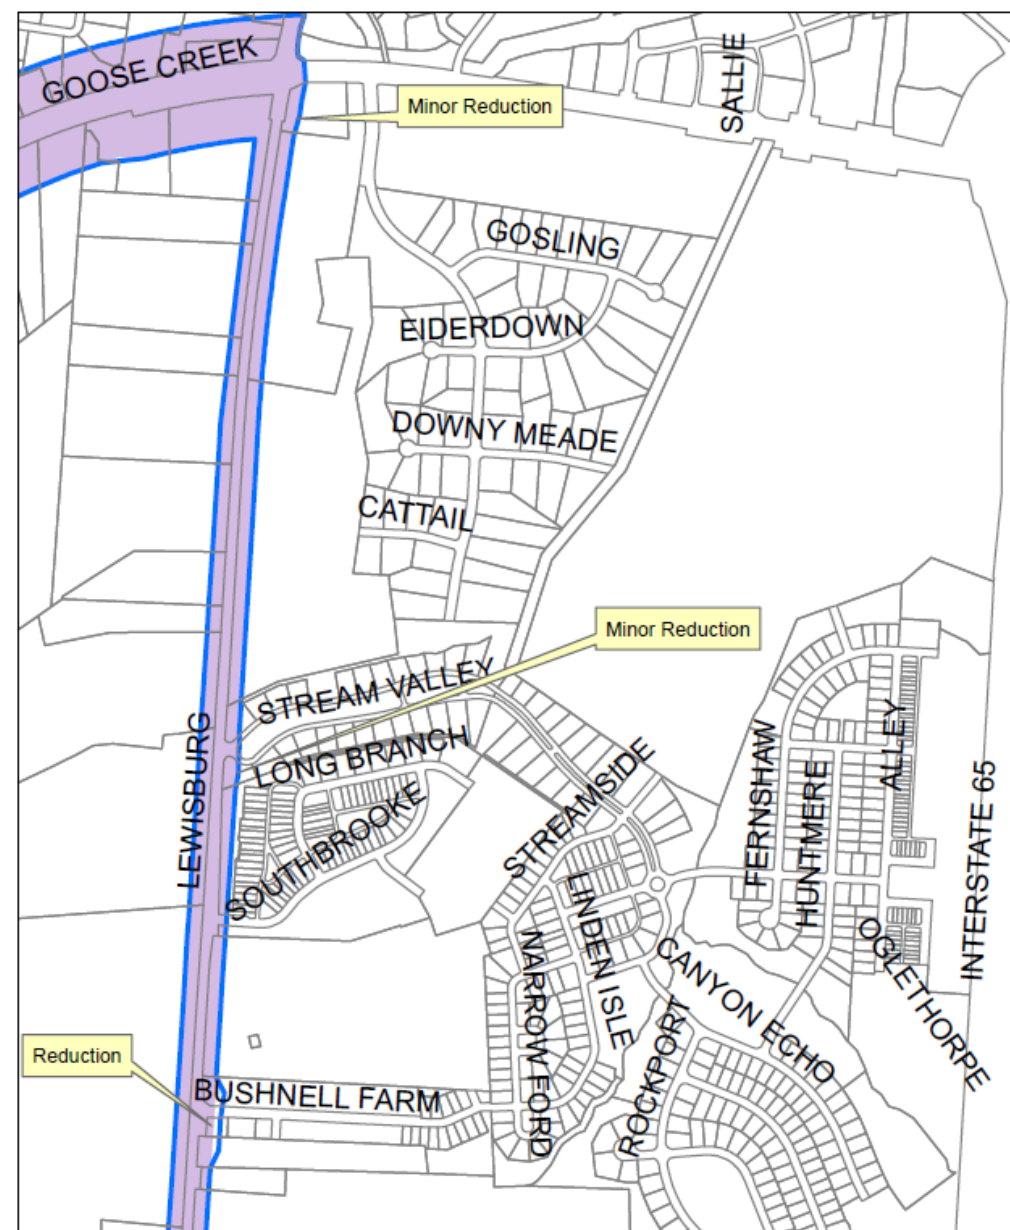 GOOSE CREEK
SALLIE
Minor Reduction
GOSLING
EIDERDOWN
DOWNY MEADE
CATTAIL
Minor Reduction
STREAM VALLEY
LEWISBURG
LONG BRANCH
SOUTHBROOKE
STREAMSIDE
FERNSHAW
HUNTMERE
ALLEY
INTERSTATE 65
LINDEN ISLE
NARROW FORD
CANYON ECHO
OGLETHORPE
ROCKPORT
Reduction
BUSHNELL FARM